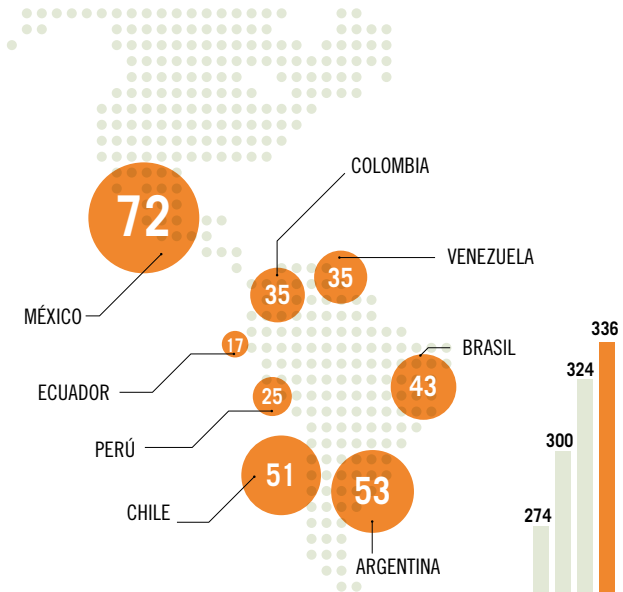 COLOMBIA
72
VENEZUELA
35
35
MÉXICO
336
17
BRASIL
324
ECUADOR
43
25
PERÚ
300
51
53
CHILE
274
ARGENTINA